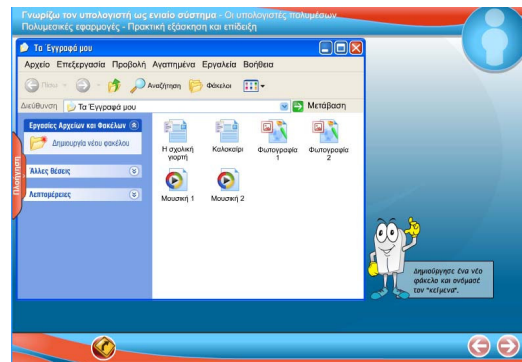 Γνωρίζω τον υπολογιστή ως ενιαίο σύστημα - Οι υπολογιστές πολυμέσων
Πολυμεσικές εφαρμογές - Πρακτική εξάσκηση και επίδειξη
Τα Έγγραφά μου
Αρχείο Επεξεργασία Προβολή Αγαπημένα Εργαλεία Βοήθεια
Πίσω Αναζήτηση Φάκελοι
Διεύθυνση Τα Έγγραφά μου Μετάβαση
Εργασίες Αρχείων και Φακέλων
Δημιουργία νέου φακέλου
Άλλες θέσεις
Λεπτομέρειες
Η σχολική γιορτή
Καλοκαίρι
Φωτογραφία 1
Φωτογραφία 2
Μουσική 1
Μουσική 2
Πλοήγηση
Δημιούργησε ένα νέο
φάκελο και ονόμασέ
τον "κείμενα".